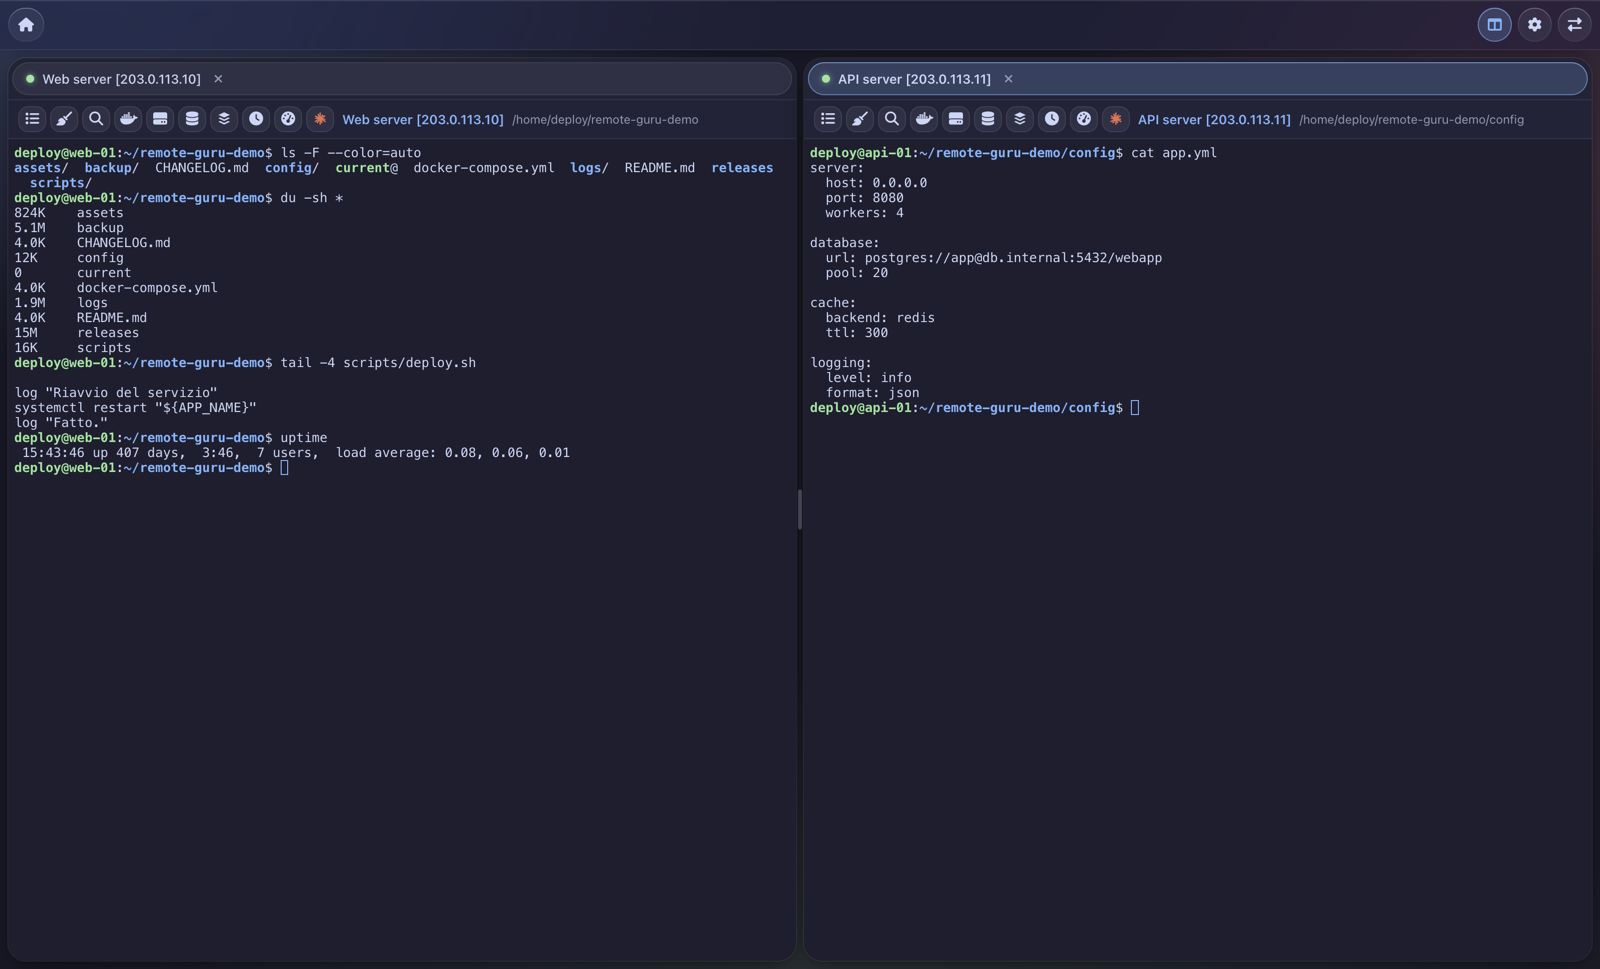 Web server [203.0.113.10] ×
Web server [203.0.113.10] /home/deploy/remote-guru-demo
deploy@web-01:~/remote-guru-demo$ ls -F --color=auto
assets/  backup/  CHANGELOG.md  config/  current@  docker-compose.yml  logs/  README.md  releases
  scripts/
deploy@web-01:~/remote-guru-demo$ du -sh *
824K    assets
5.1M    backup
4.0K    CHANGELOG.md
12K     config
0       current
4.0K    docker-compose.yml
1.9M    logs
4.0K    README.md
15M     releases
16K     scripts
deploy@web-01:~/remote-guru-demo$ tail -4 scripts/deploy.sh
log "Riavvio del servizio"
systemctl restart "${APP_NAME}"
log "Fatto."
deploy@web-01:~/remote-guru-demo$ uptime
 15:43:46 up 407 days,  3:46,  7 users,  load average: 0.08, 0.06, 0.01
deploy@web-01:~/remote-guru-demo$
API server [203.0.113.11] ×
API server [203.0.113.11] /home/deploy/remote-guru-demo/config
deploy@api-01:~/remote-guru-demo/config$ cat app.yml
server:
  host: 0.0.0.0
  port: 8080
  workers: 4
database:
  url: postgres://app@db.internal:5432/webapp
  pool: 20
cache:
  backend: redis
  ttl: 300
logging:
  level: info
  format: json
deploy@api-01:~/remote-guru-demo/config$